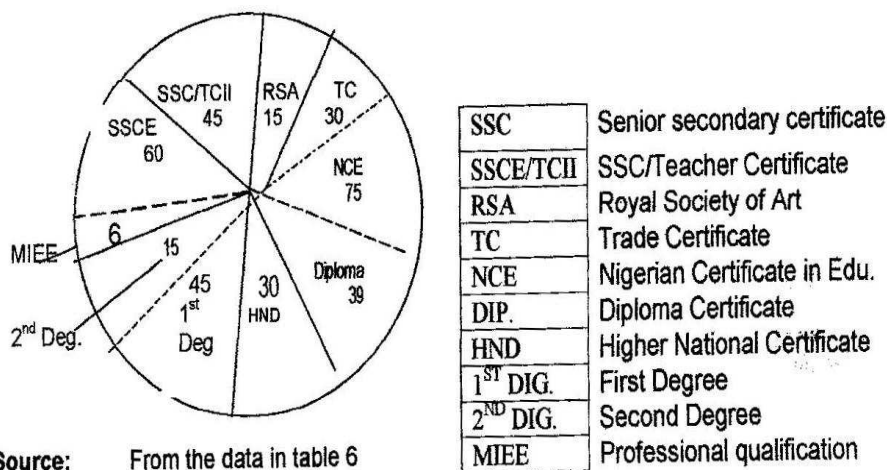 SSC/TCII
45
RSA
15
TC
30
SSCE
60
NCE
75
MIEE
6
15
2nd Deg.
45
1st
Deg
30
HND
Diploma
39
SSC Senior secondary certificate
SSCE/TCII SSC/Teacher Certificate
RSA Royal Society of Art
TC Trade Certificate
NCE Nigerian Certificate in Edu.
DIP. Diploma Certificate
HND Higher National Certificate
1ST DIG. First Degree
2ND DIG. Second Degree
MIEE Professional qualification
Source: From the data in table 6